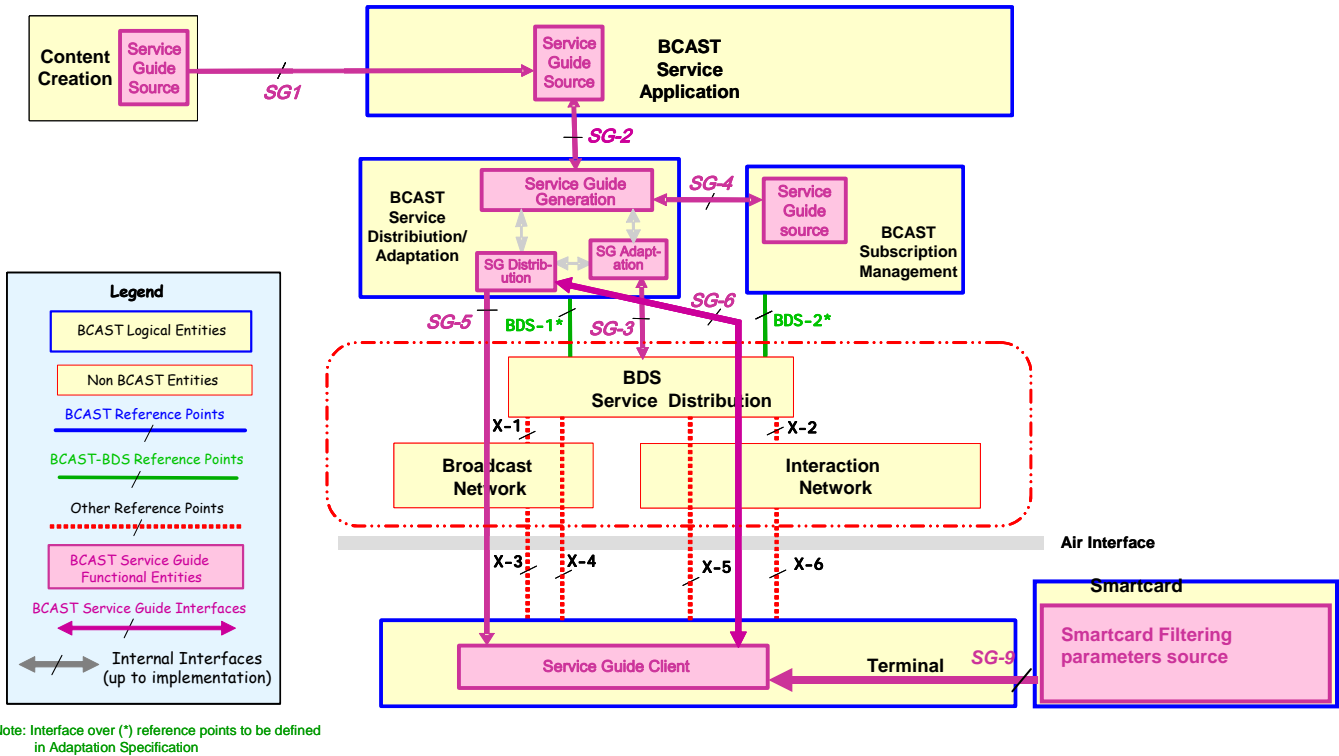 Content
Creation
Service
Guide
Source
SG1
Service
Guide
Source
BCAST
Service
Application
SG-2
BCAST
Service
Distribiution/
Adaptation
Service Guide
Generation
SG Distrib-
ution
SG Adapt-
ation
SG-4
Service
Guide
source
BCAST
Subscription
Management
SG-5
BDS-1*
SG-3
SG-6
BDS-2*
BDS
Service Distribution
X-1
X-2
Broadcast
Network
Interaction
Network
Air Interface
X-3
X-4
X-5
X-6
Service Guide Client
Terminal
SG-9
Smartcard
Smartcard Filtering
parameters source
Legend
BCAST Logical Entities
Non BCAST Entities
BCAST Reference Points
BCAST-BDS Reference Points
Other Reference Points
BCAST Service Guide
Functional Entities
BCAST Service Guide Interfaces
Internal Interfaces
(up to implementation)
Note: Interface over (*) reference points to be defined
in Adaptation Specification